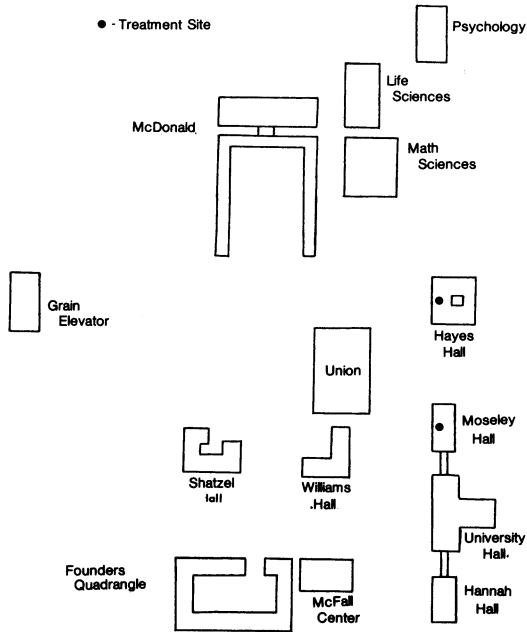 ● - Treatment Site
Psychology
Life
Sciences
McDonald
Math
Sciences
Grain
Elevator
Hayes
Hall
Union
Moseley
Hall
Shatzel
Williams
Hall
University
Hall
Founders
Quadrangle
McFall
Center
Hannah
Hall